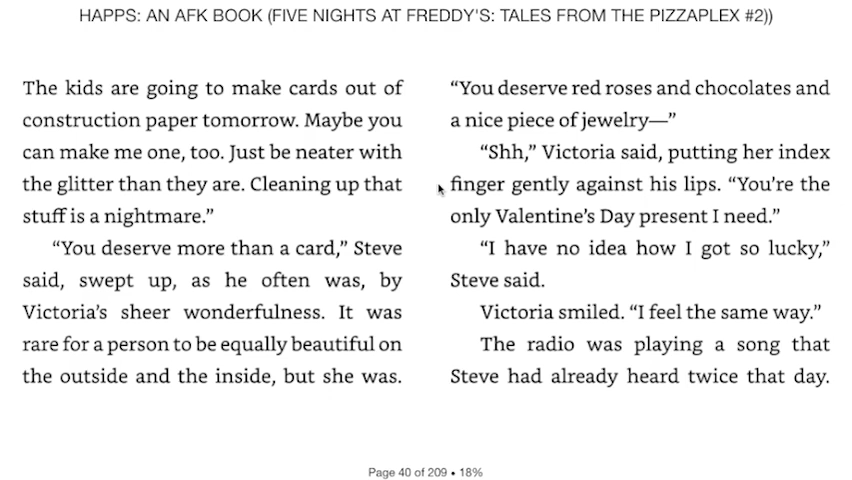 HAPPS: AN AFK BOOK (FIVE NIGHTS AT FREDDY'S: TALES FROM THE PIZZAPLEX #2))
The kids are going to make cards out of
construction paper tomorrow. Maybe you
can make me one, too. Just be neater with
the glitter than they are. Cleaning up that
stuff is a nightmare.”
“You deserve more than a card,” Steve
said, swept up, as he often was, by
Victoria’s sheer wonderfulness. It was
rare for a person to be equally beautiful on
the outside and the inside, but she was.
“You deserve red roses and chocolates and
a nice piece of jewelry—”
“Shh,” Victoria said, putting her index
finger gently against his lips. “You’re the
only Valentine’s Day present I need.”
“I have no idea how I got so lucky,”
Steve said.
Victoria smiled. “I feel the same way.”
The radio was playing a song that
Steve had already heard twice that day.
Page 40 of 209 • 18%